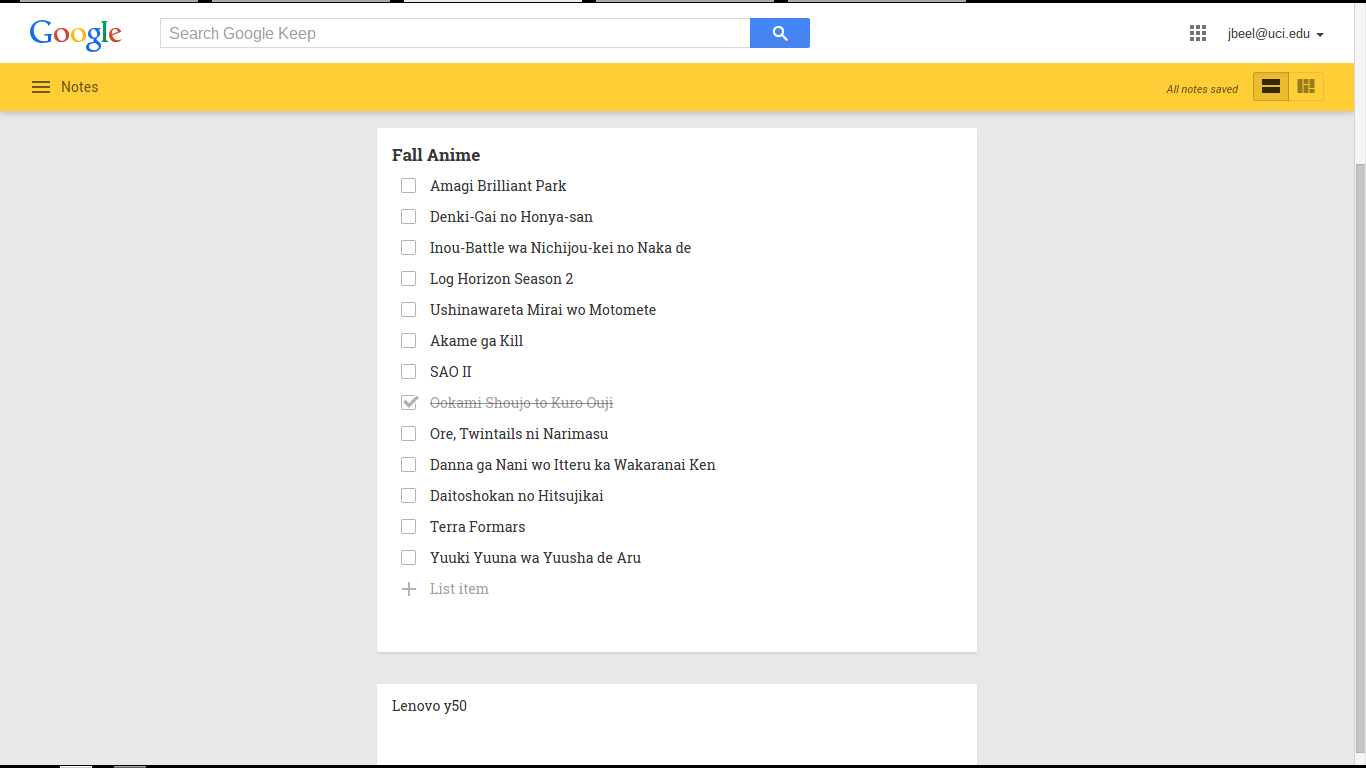 Google
Search Google Keep
jbeel@uci.edu
Notes
All notes saved
Fall Anime
Amagi Brilliant Park
Denki-Gai no Honya-san
Inou-Battle wa Nichijou-kei no Naka de
Log Horizon Season 2
Ushinawareta Mirai wo Motomete
Akame ga Kill
SAO II
Ookami Shoujo to Kuro Ouji
Ore, Twintails ni Narimasu
Danna ga Nani wo Itteru ka Wakaranai Ken
Daitoshokan no Hitsujikai
Terra Formars
Yuuki Yuuna wa Yuusha de Aru
List item
Lenovo y50